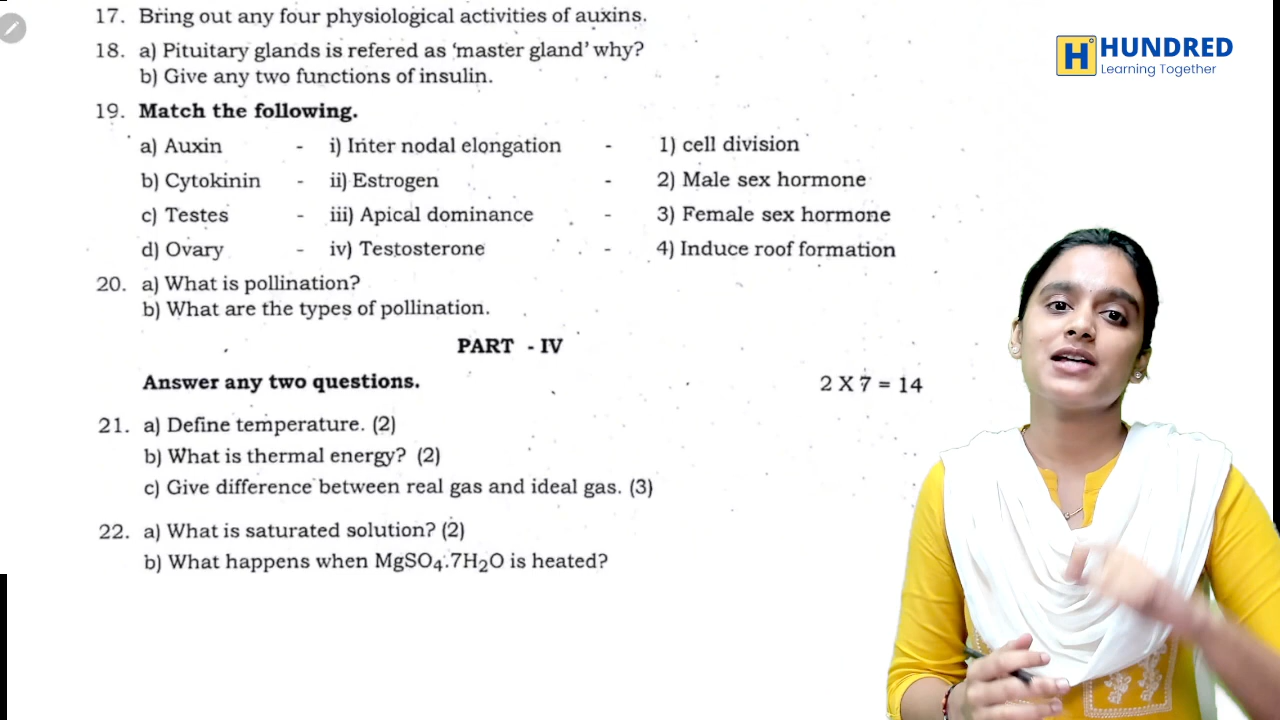 17. Bring out any four physiological activities of auxins.
18. a) Pituitary glands is refered as ‘master gland’ why?
b) Give any two functions of insulin.
H HUNDRED
Learning Together
19. Match the following.
a) Auxin - i) Inter nodal elongation - 1) cell division
b) Cytokinin - ii) Estrogen - 2) Male sex hormone
c) Testes - iii) Apical dominance - 3) Female sex hormone
d) Ovary - iv) Testosterone - 4) Induce roof formation
20. a) What is pollination?
b) What are the types of pollination.
PART - IV
Answer any two questions. 2 X 7 = 14
21. a) Define temperature. (2)
b) What is thermal energy? (2)
c) Give difference between real gas and ideal gas. (3)
22. a) What is saturated solution? (2)
b) What happens when MgSO₄.7H₂O is heated?